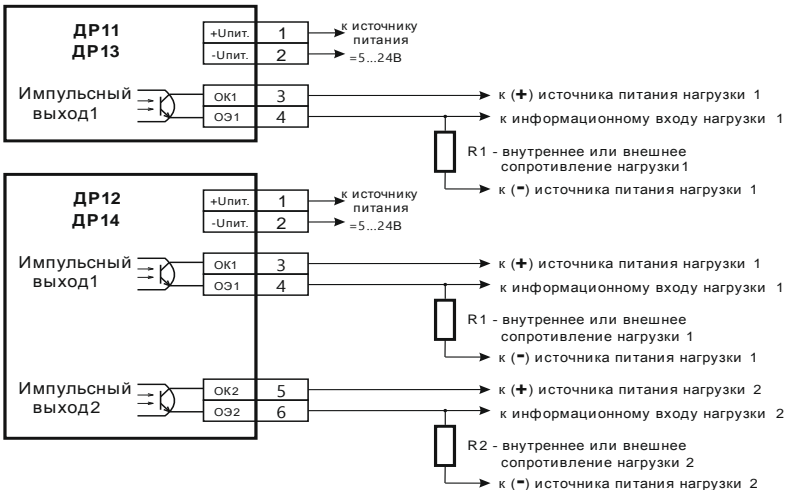 ДР11
ДР13
+Uпит. 1 к источнику
питания
-Uпит. 2 =5...24В
Импульсный
выход1
ОК1 3 к (+) источника питания нагрузки 1
ОЭ1 4 к информационному входу нагрузки 1
R1 - внутреннее или внешнее
сопротивление нагрузки1
к (-) источника питания нагрузки 1
ДР12
ДР14
+Uпит. 1 к источнику
питания
-Uпит. 2 =5...24В
Импульсный
выход1
ОК1 3 к (+) источника питания нагрузки 1
ОЭ1 4 к информационному входу нагрузки 1
R1 - внутреннее или внешнее
сопротивление нагрузки 1
к (-) источника питания нагрузки 1
Импульсный
выход2
ОК2 5 к (+) источника питания нагрузки 2
ОЭ2 6 к информационному входу нагрузки 2
R2 - внутреннее или внешнее
сопротивление нагрузки 2
к (-) источника питания нагрузки 2